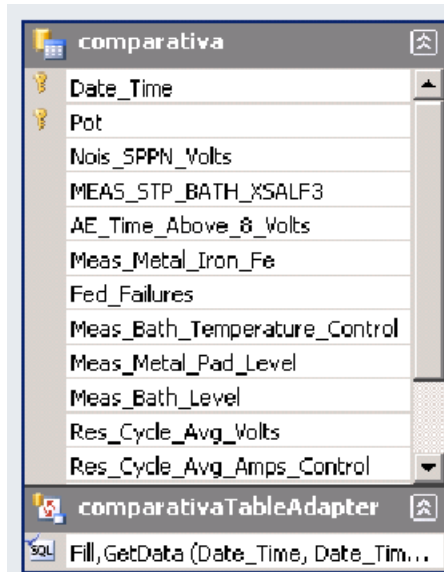 comparativa
Date_Time
Pot
Nois_SPPN_Volts
MEAS_STP_BATH_XSALF3
AE_Time_Above_8_Volts
Meas_Metal_Iron_Fe
Fed_Failures
Meas_Bath_Temperature_Control
Meas_Metal_Pad_Level
Meas_Bath_Level
Res_Cycle_Avg_Volts
Res_Cycle_Avg_Amps_Control
comparativaTableAdapter
SQL Fill,GetData (Date_Time, Date_Tim...